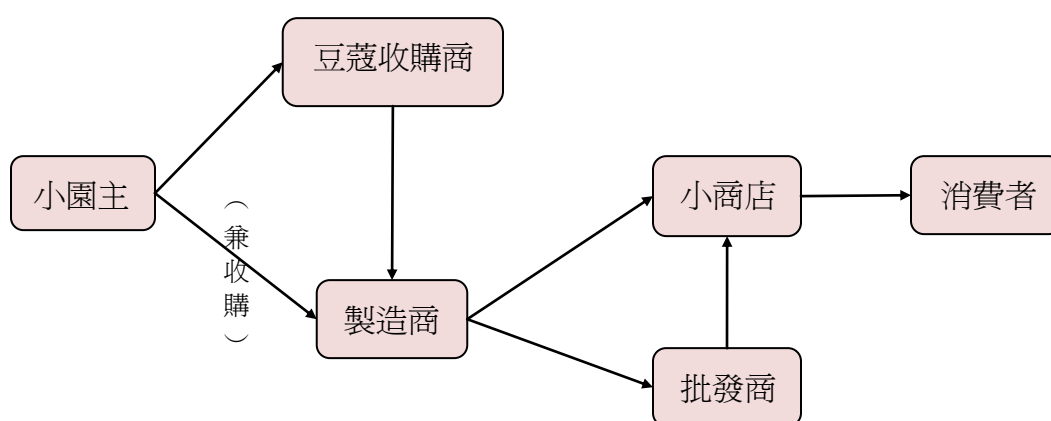 豆蔻收購商
小園主
（兼收購）
小商店
消費者
製造商
批發商